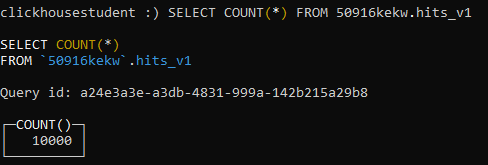 clickhousestudent :) SELECT COUNT(*) FROM 50916kekw.hits_v1
SELECT COUNT(*)
FROM `50916kekw`.hits_v1
Query id: a24e3a3e-a3db-4831-999a-142b215a29b8
COUNT()
10000